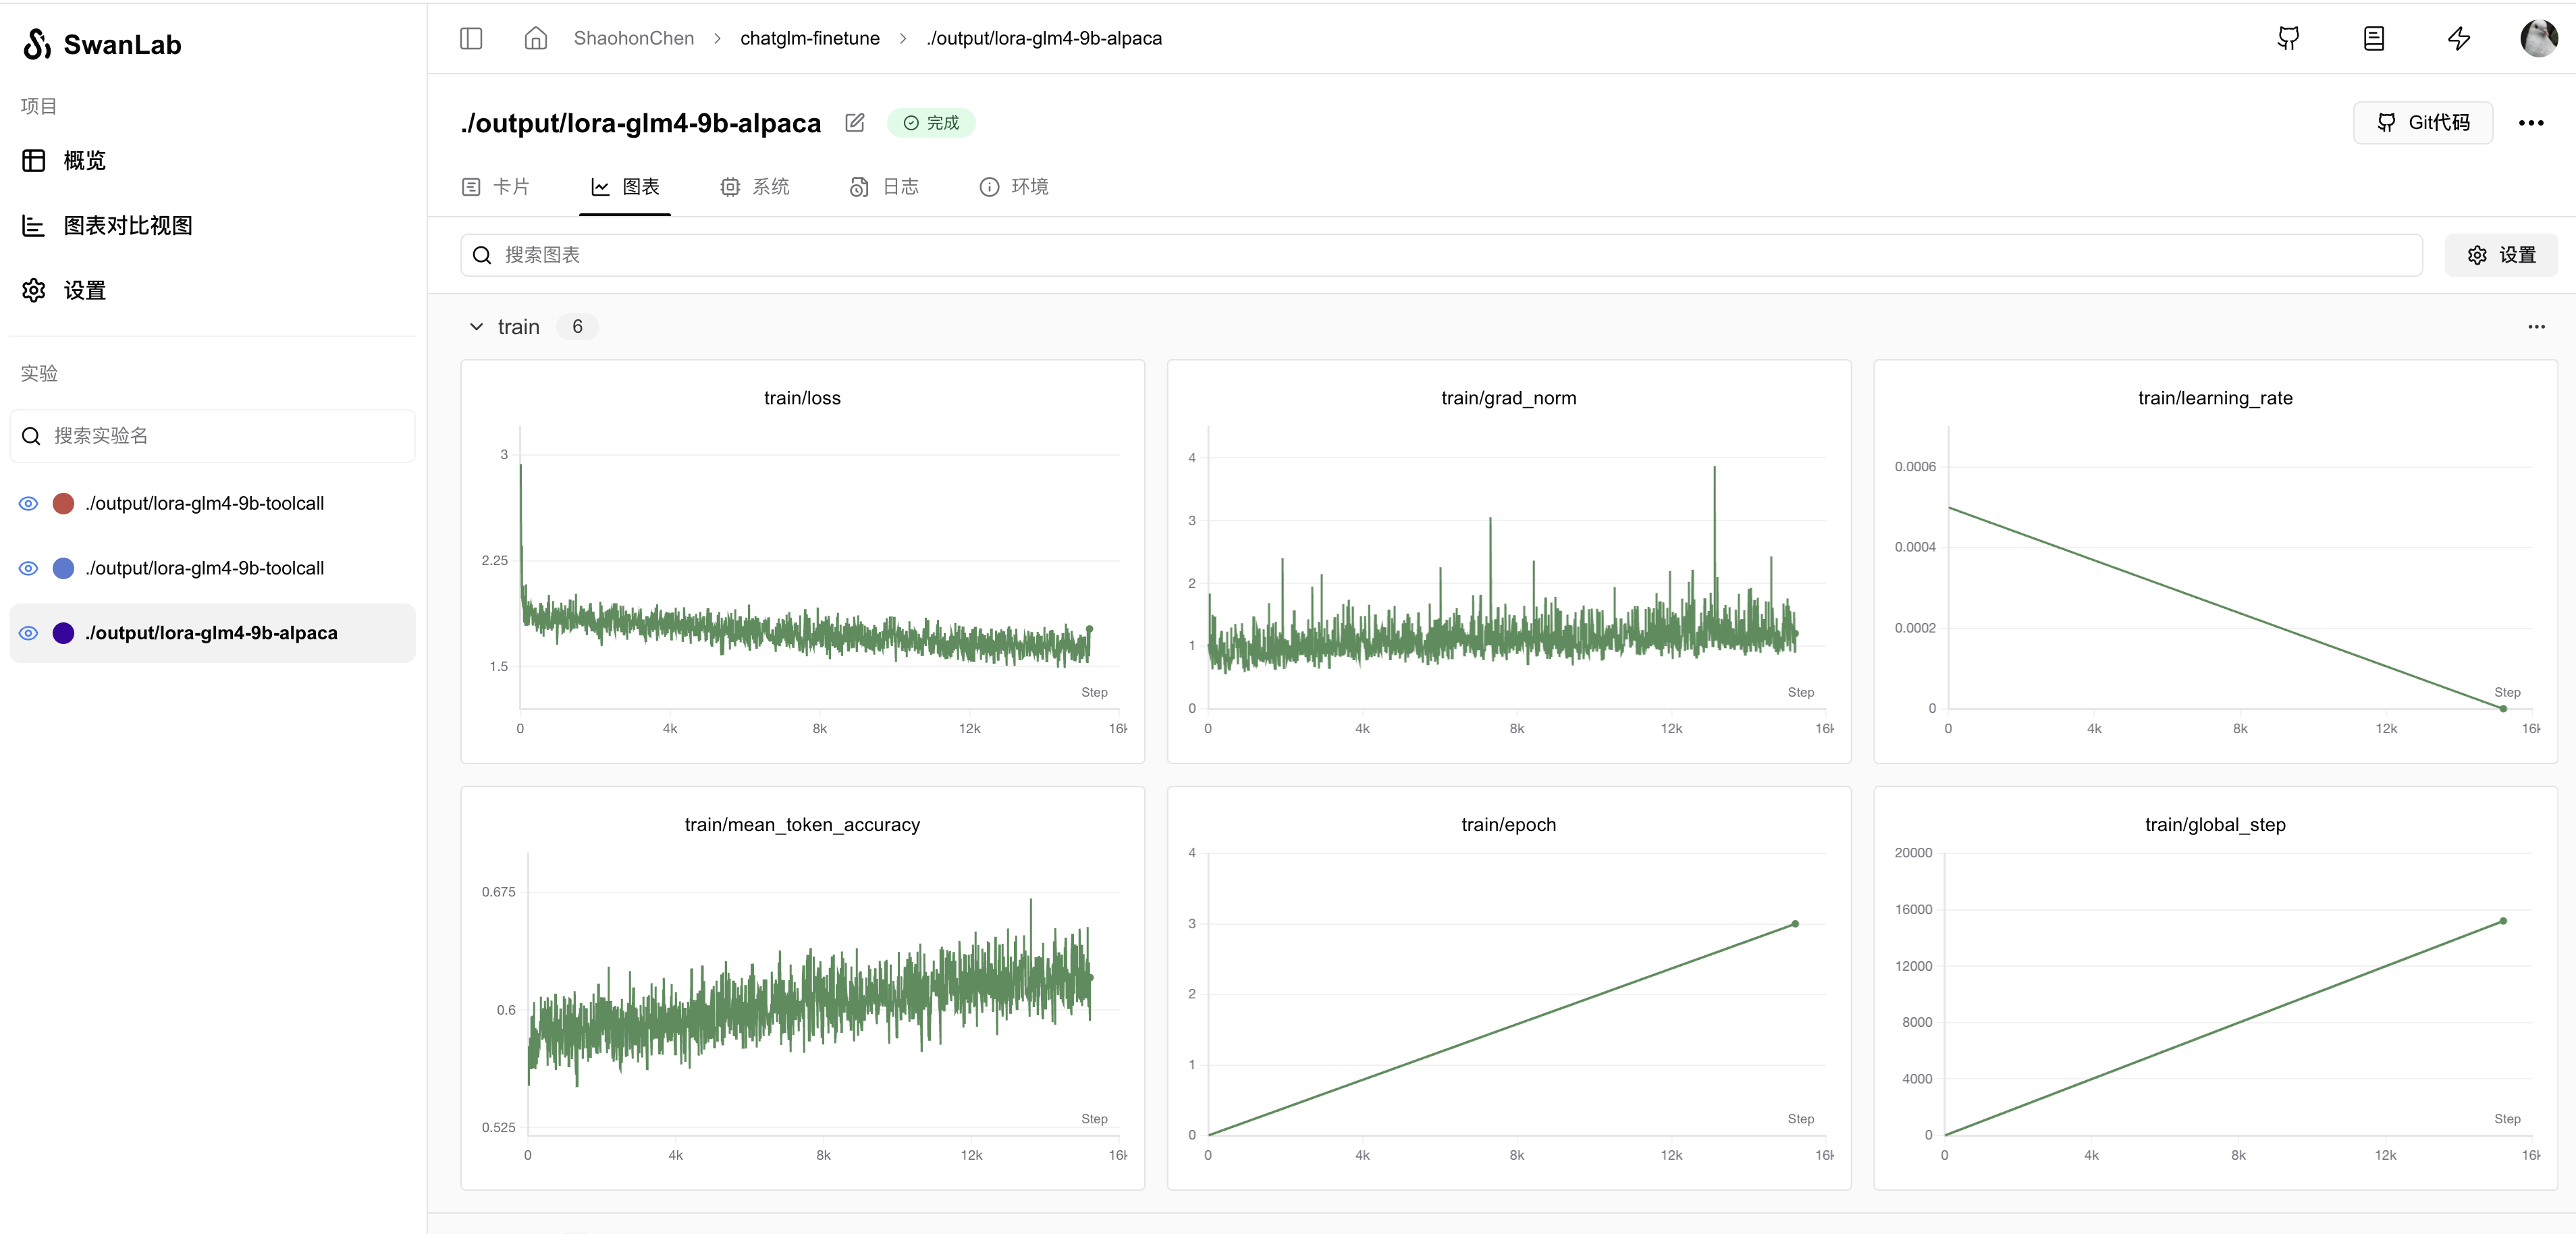 SwanLab
项目
概览
图表对比视图
设置
实验
搜索实验名
./output/lora-glm4-9b-toolcall
./output/lora-glm4-9b-toolcall
./output/lora-glm4-9b-alpaca
ShaohonChen > chatglm-finetune > ./output/lora-glm4-9b-alpaca
./output/lora-glm4-9b-alpaca 完成 Git代码
卡片 图表 系统 日志 环境
搜索图表 设置
train 6
train/loss
3
2.25
1.5
Step
0 4k 8k 12k 16k
train/grad_norm
4
3
2
1
0
Step
0 4k 8k 12k 16k
train/learning_rate
0.0006
0.0004
0.0002
0
Step
0 4k 8k 12k 16k
train/mean_token_accuracy
0.675
0.6
0.525
Step
0 4k 8k 12k 16k
train/epoch
4
3
2
1
0
Step
0 4k 8k 12k 16k
train/global_step
20000
16000
12000
8000
4000
0
Step
0 4k 8k 12k 16k